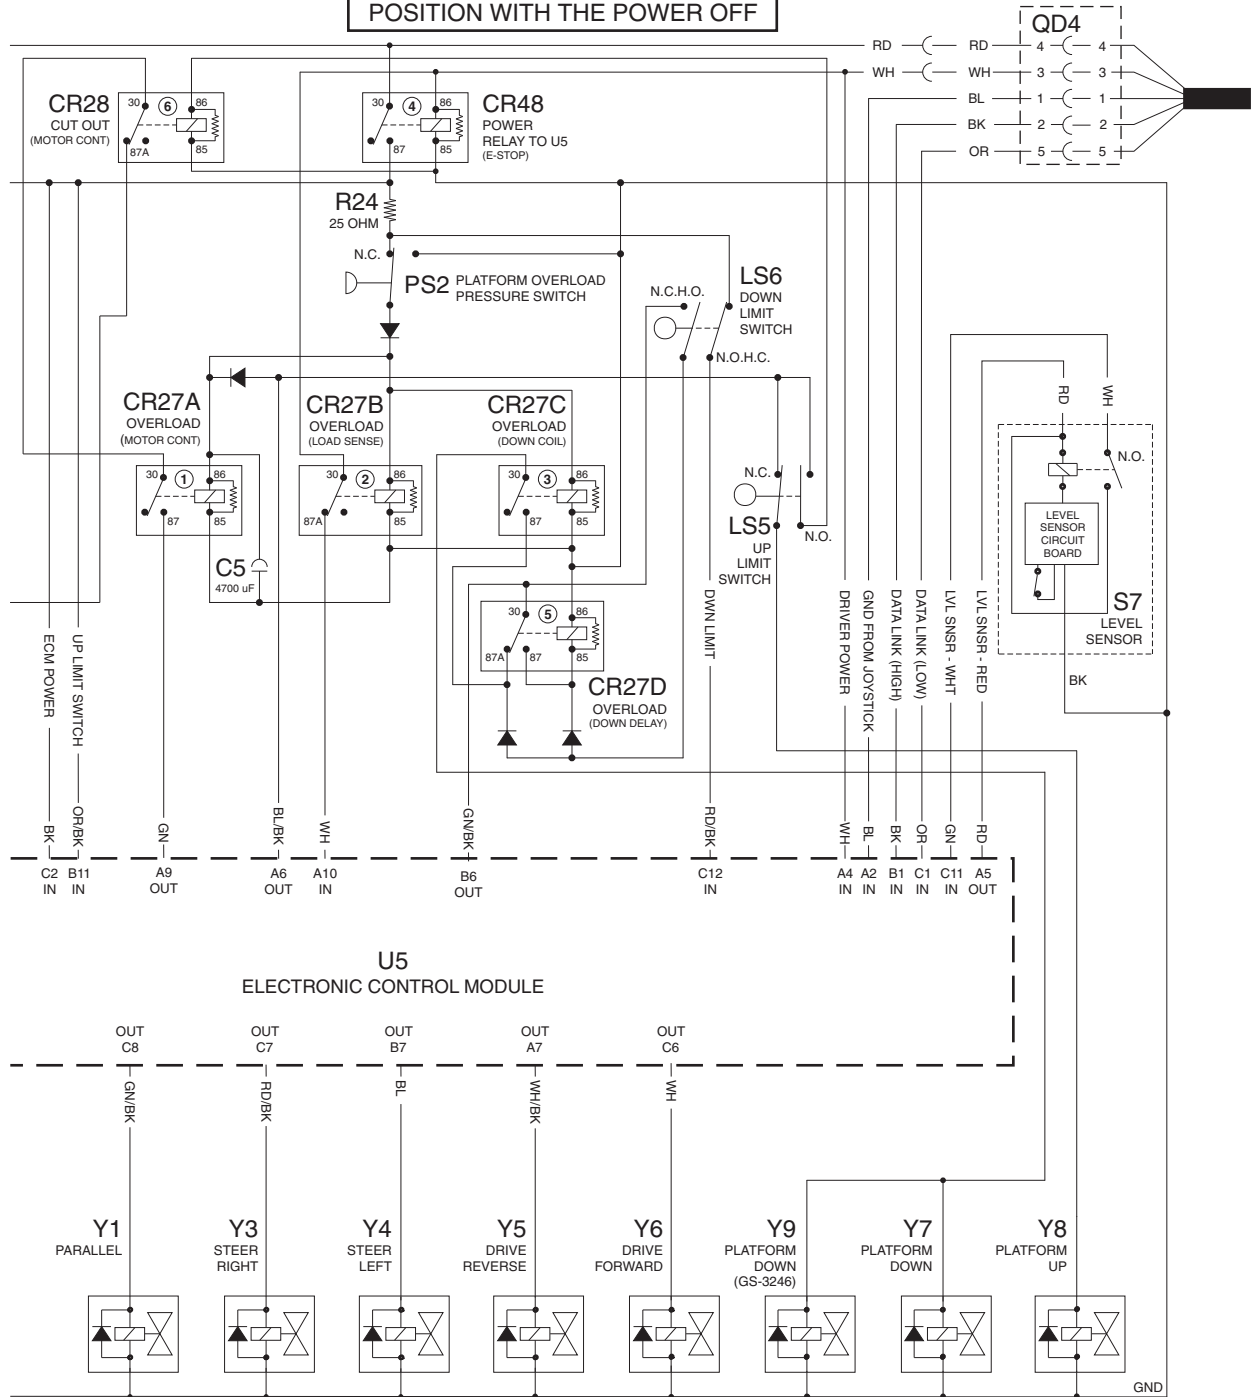 POSITION WITH THE POWER OFF
QD4
RD
RD
4
4
WH
WH
3
3
BL
1
1
BK
2
2
OR
5
5
CR28
CUT OUT
(MOTOR CONT)
30
6
86
87A
85
30
4
86
87
85
CR48
POWER
RELAY TO U5
(E-STOP)
R24
25 OHM
N.C.
PS2
PLATFORM OVERLOAD
PRESSURE SWITCH
N.C.H.O.
LS6
DOWN
LIMIT
SWITCH
N.O.H.C.
CR27A
OVERLOAD
(MOTOR CONT)
30
1
86
87
85
CR27B
OVERLOAD
(LOAD SENSE)
30
2
86
87A
85
CR27C
OVERLOAD
(DOWN COIL)
30
3
86
87
85
C5
4700 uF
N.C.
LS5
UP
LIMIT
SWITCH
N.O.
30
5
86
87A
87
85
CR27D
OVERLOAD
(DOWN DELAY)
RD
WH
N.O.
LEVEL
SENSOR
CIRCUIT
BOARD
S7
LEVEL
SENSOR
BK
ECM POWER
UP LIMIT SWITCH
DWN LIMIT
DRIVER POWER
GND FROM JOYSTICK
DATA LINK (HIGH)
DATA LINK (LOW)
LVL SNSR - WHT
LVL SNSR - RED
BK
OR/BK
GN
BL/BK
WH
GN/BK
RD/BK
WH
BL
BK
OR
GN
RD
C2
IN
B11
IN
A9
OUT
A6
OUT
A10
IN
B6
OUT
C12
IN
A4
IN
A2
IN
B1
IN
C1
IN
C11
IN
A5
OUT
U5
ELECTRONIC CONTROL MODULE
OUT
C8
OUT
C7
OUT
B7
OUT
A7
OUT
C6
GN/BK
RD/BK
BL
WH/BK
WH
Y1
PARALLEL
Y3
STEER
RIGHT
Y4
STEER
LEFT
Y5
DRIVE
REVERSE
Y6
DRIVE
FORWARD
Y9
PLATFORM
DOWN
(GS-3246)
Y7
PLATFORM
DOWN
Y8
PLATFORM
UP
GND